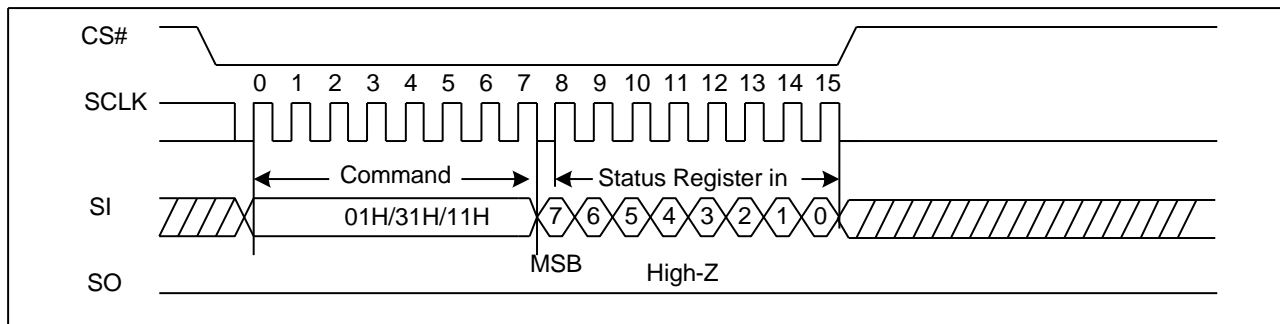 CS#
0 1 2 3 4 5 6 7 8 9 10 11 12 13 14 15
SCLK
Command Status Register in
SI 01H/31H/11H 7 6 5 4 3 2 1 0
MSB High-Z
SO